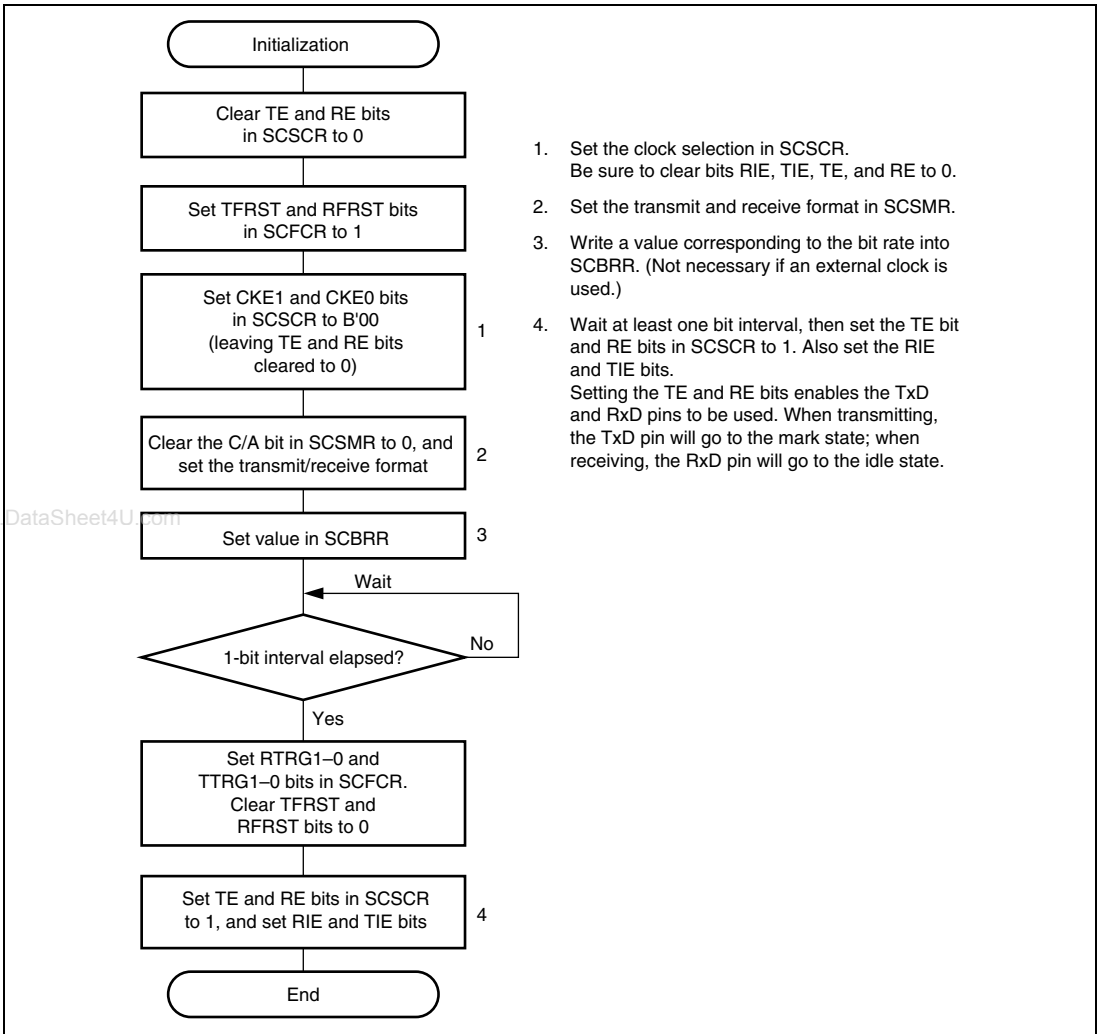 Initialization
Clear TE and RE bits
in SCSCR to 0
Set TFRST and RFRST bits
in SCFCR to 1
Set CKE1 and CKE0 bits
in SCSCR to B'00
(leaving TE and RE bits
cleared to 0)
1
Clear the C/A bit in SCSMR to 0, and
set the transmit/receive format
2
Set value in SCBRR
3
Wait
1-bit interval elapsed?
No
Yes
Set RTRG1–0 and
TTRG1–0 bits in SCFCR.
Clear TFRST and
RFRST bits to 0
Set TE and RE bits in SCSCR
to 1, and set RIE and TIE bits
4
End
1. Set the clock selection in SCSCR.
Be sure to clear bits RIE, TIE, TE, and RE to 0.
2. Set the transmit and receive format in SCSMR.
3. Write a value corresponding to the bit rate into
SCBRR. (Not necessary if an external clock is
used.)
4. Wait at least one bit interval, then set the TE bit
and RE bits in SCSCR to 1. Also set the RIE
and TIE bits.
Setting the TE and RE bits enables the TxD
and RxD pins to be used. When transmitting,
the TxD pin will go to the mark state; when
receiving, the RxD pin will go to the idle state.
.DataSheet4U.com